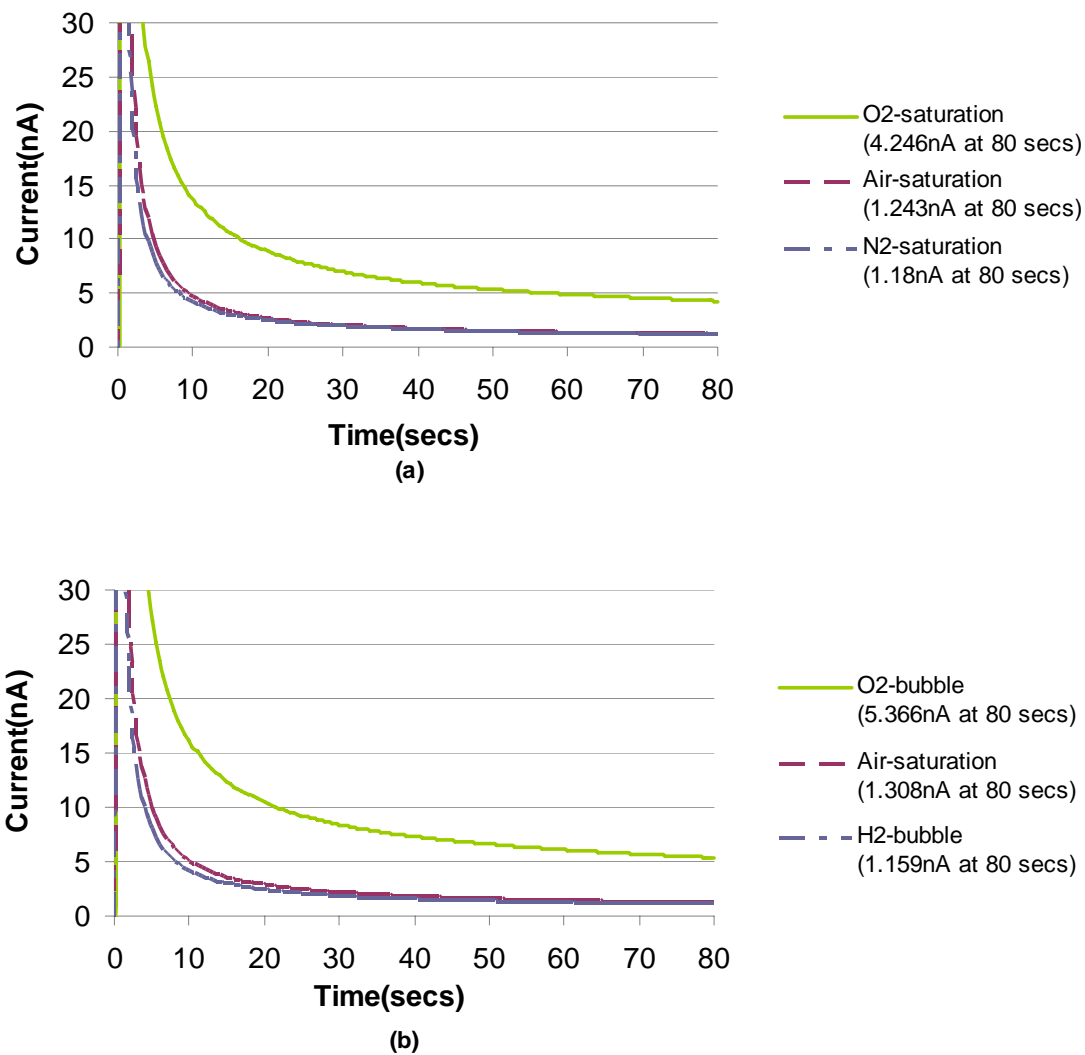 30
25
20
15
10
5
0
Current(nA)
0 10 20 30 40 50 60 70 80
Time(secs)
(a)
O2-saturation
(4.246nA at 80 secs)
Air-saturation
(1.243nA at 80 secs)
N2-saturation
(1.18nA at 80 secs)
30
25
20
15
10
5
0
Current(nA)
0 10 20 30 40 50 60 70 80
Time(secs)
(b)
O2-bubble
(5.366nA at 80 secs)
Air-saturation
(1.308nA at 80 secs)
H2-bubble
(1.159nA at 80 secs)